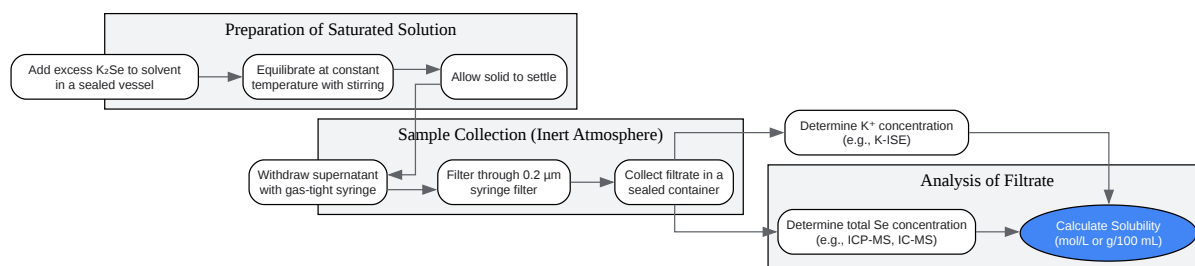 Preparation of Saturated Solution
Add excess K₂Se to solvent
in a sealed vessel
Equilibrate at constant
temperature with stirring
Allow solid to settle
Sample Collection (Inert Atmosphere)
Withdraw supernatant
with gas-tight syringe
Filter through 0.2 µm
syringe filter
Collect filtrate in a
sealed container
Determine K⁺ concentration
(e.g., K-ISE)
Analysis of Filtrate
Determine total Se concentration
(e.g., ICP-MS, IC-MS)
Calculate Solubility
(mol/L or g/100 mL)